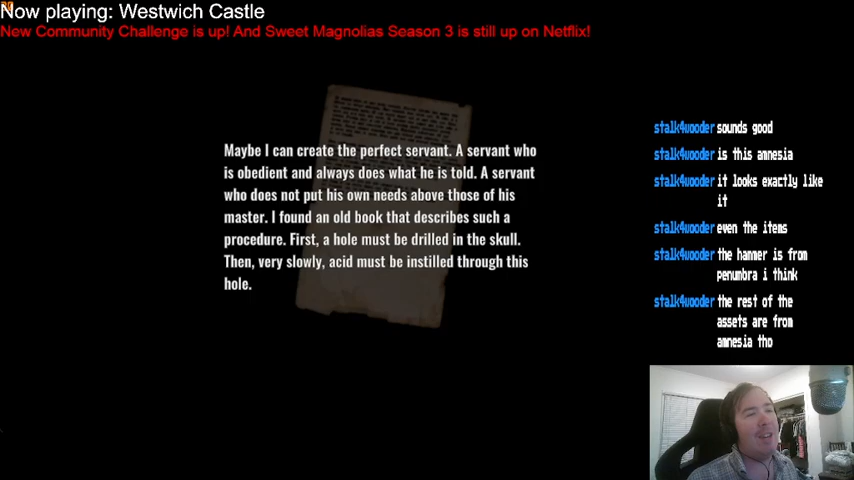 Now playing: Westwich Castle
New Community Challenge is up! And Sweet Magnolias Season 3 is still up on Netflix!
Maybe I can create the perfect servant. A servant who
is obedient and always does what he is told. A servant
who does not put his own needs above those of his
master. I found an old book that describes such a
procedure. First, a hole must be drilled in the skull.
Then, very slowly, acid must be instilled through this
hole.
stalk4wooder sounds good
stalk4wooder is this amnesia
stalk4wooder it looks exactly like
it
stalk4wooder even the items
stalk4wooder the hammer is from
penumbra i think
stalk4wooder the rest of the
assets are from
amnesia tho